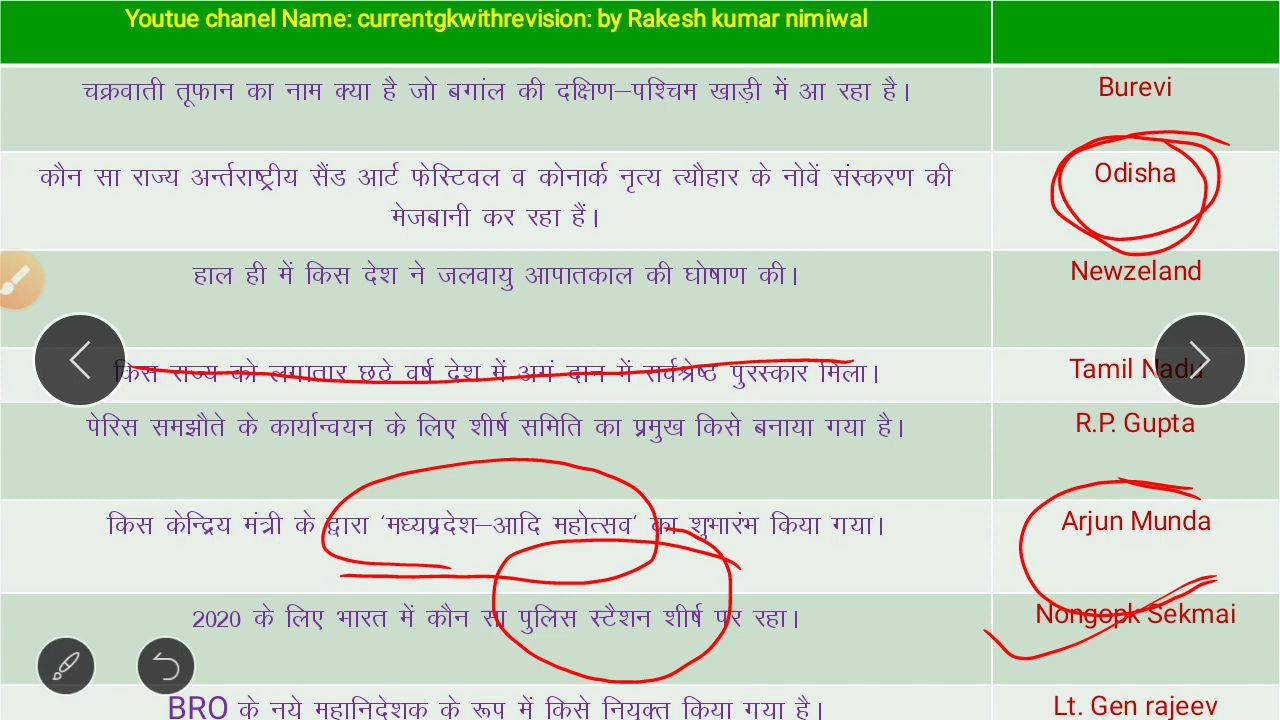 Youtue chanel Name: currentgkwithrevision: by Rakesh kumar nimiwal
चक्रवाती तूफान का नाम क्या है जो बगांल की दक्षिण–पश्चिम खाड़ी में आ रहा है।
Burevi
कौन सा राज्य अर्न्तराष्ट्रीय सैंड आर्ट फेस्टिवल व कोनार्क नृत्य त्यौहार के नोवें संस्करण की
मेजबानी कर रहा हैं।
Odisha
हाल ही में किस देश ने जलवायु आपातकाल की घोषाण की।
Newzeland
किस राज्य को लगातार छठे वर्ष देश में अगं दान में सर्वश्रेष्ठ पुरस्कार मिला।
Tamil Nadu
पेरिस समझौते के कार्यान्वयन के लिए शीर्ष समिति का प्रमुख किसे बनाया गया है।
R.P. Gupta
किस केन्द्रिय मंत्री के द्वारा 'मध्यप्रदेश–आदि महोत्सव' का शुभारंभ किया गया।
Arjun Munda
2020 के लिए भारत में कौन सा पुलिस स्टैशन शीर्ष पर रहा।
Nongopk Sekmai
BRO के नये महानिदेशक के रूप में किसे नियुक्त किया गया है।
Lt. Gen rajeev